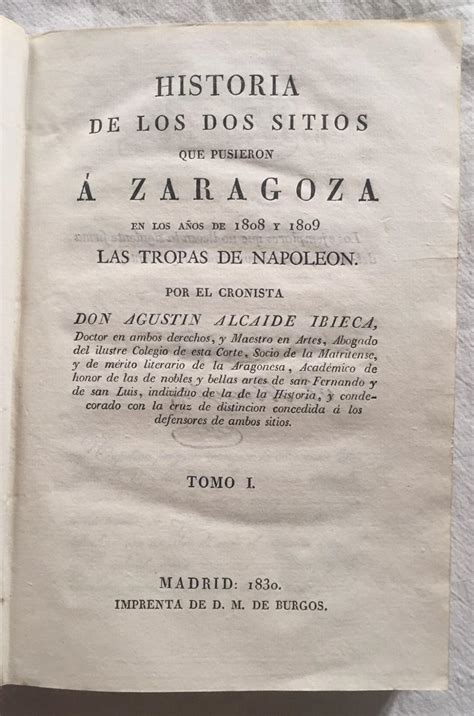 HISTORIA
DE LOS DOS SITIOS
QUE PUSIERON
Á ZARAGOZA
EN LOS AÑOS DE 1808 Y 1809
LAS TROPAS DE NAPOLEON.
POR EL CRONISTA
DON AGUSTIN ALCAIDE IBIECA,
Doctor en ambos derechos, y Maestro en Artes, Abogado
del ilustre Colegio de esta Corte, Socio de la Matritense,
y de mérito literario de la Aragonesa, Académico de
honor de las de nobles y bellas artes de san Fernando y
de san Luis, individuo de la de la Historia, y conde-
corado con la cruz de distincion concedida á los
defensores de ambos sitios.
TOMO I.
MADRID: 1830.
IMPRENTA DE D. M. DE BURGOS.